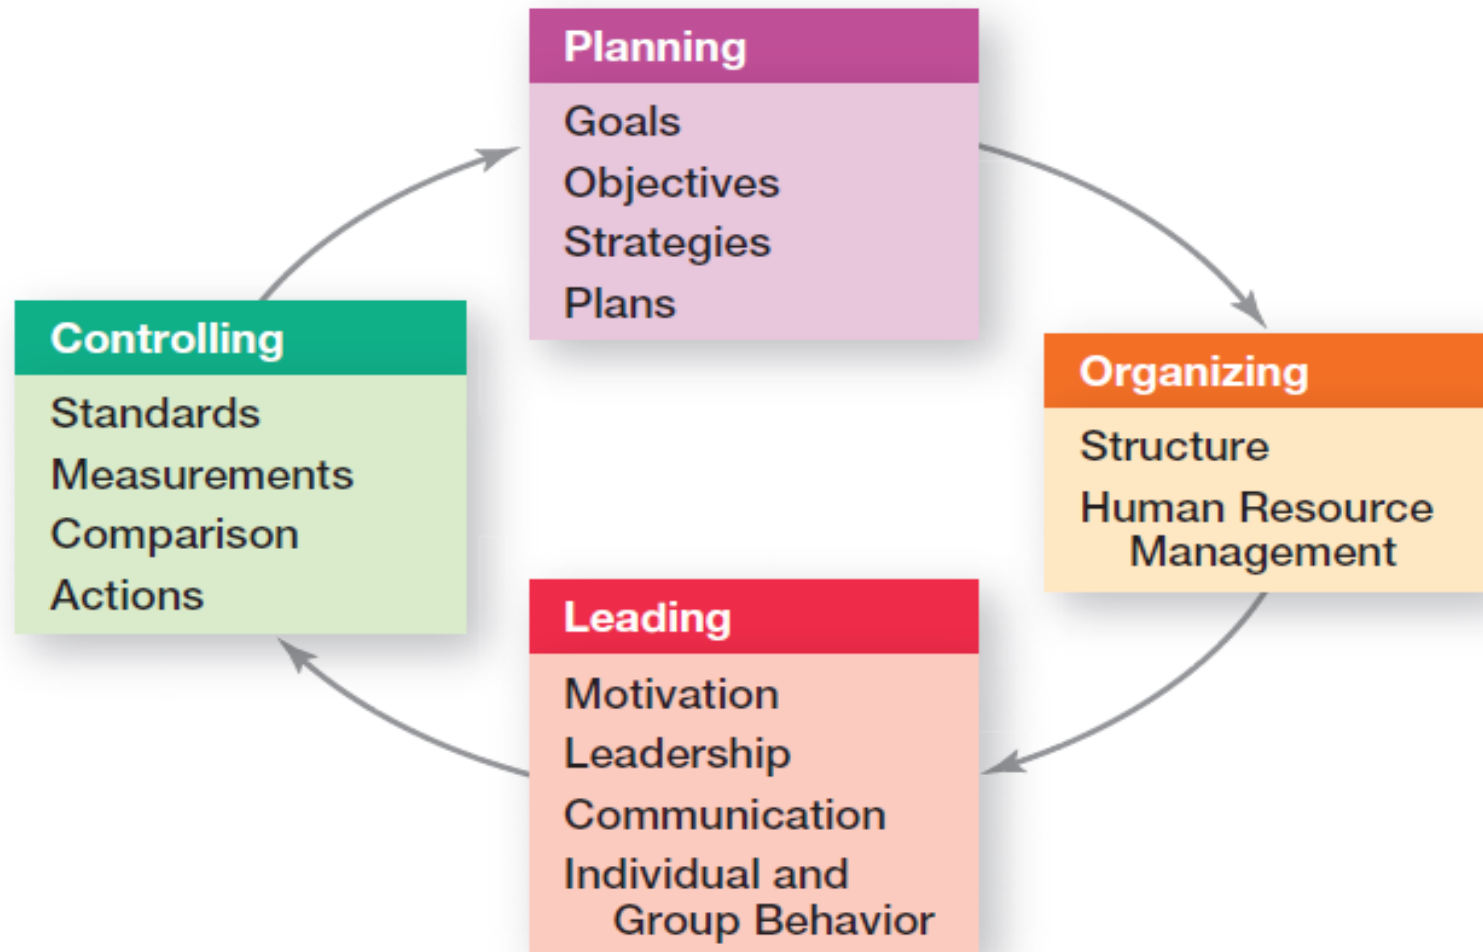 Planning
Goals
Objectives
Strategies
Plans
Organizing
Structure
Human Resource
Management
Leading
Motivation
Leadership
Communication
Individual and
Group Behavior
Controlling
Standards
Measurements
Comparison
Actions